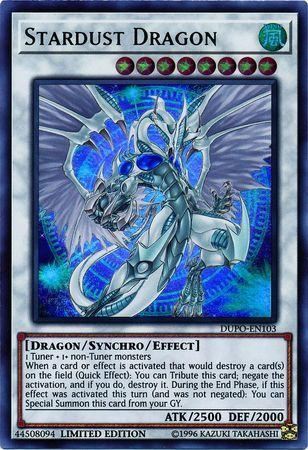 STARDUST DRAGON
風
DUPO-EN103
[DRAGON/SYNCHRO/EFFECT]
1 Tuner + 1+ non-Tuner monsters
When a card or effect is activated that would destroy a card(s)
on the field (Quick Effect): You can Tribute this card; negate
the activation, and if you do, destroy it. During the End Phase, if this
effect was activated this turn (and was not negated): You can
Special Summon this card from your GY.
ATK/2500 DEF/2000
44508094 LIMITED EDITION ©1996 KAZUKI TAKAHASHI